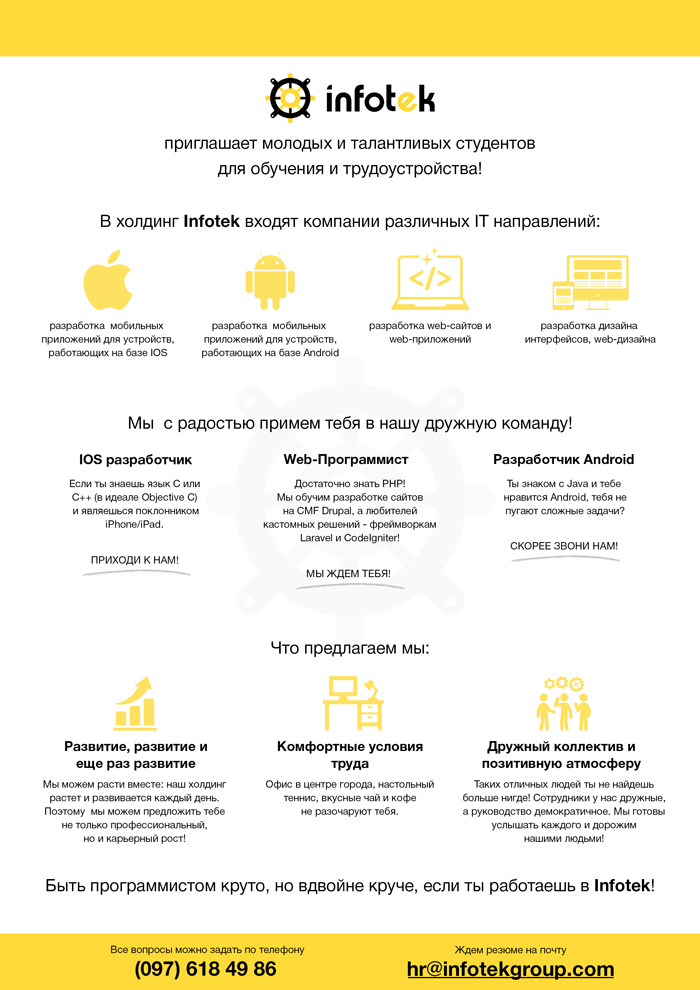 infotek
приглашает молодых и талантливых студентов
для обучения и трудоустройства!
В холдинг Infotek входят компании различных IT направлений:
разработка мобильных
приложений для устройств,
работающих на базе IOS
разработка мобильных
приложений для устройств,
работающих на базе Android
</>
разработка web-сайтов и
web-приложений
разработка дизайна
интерфейсов, web-дизайна
Мы с радостью примем тебя в нашу дружную команду!
IOS разработчик
Если ты знаешь язык C или
C++ (в идеале Objective C)
и являешься поклонником
iPhone/iPad.
ПРИХОДИ К НАМ!
Web-Программист
Достаточно знать PHP!
Мы обучим разработке сайтов
на CMF Drupal, а любителей
кастомных решений - фреймворкам
Laravel и CodeIgniter!
МЫ ЖДЕМ ТЕБЯ!
Разработчик Android
Ты знаком с Java и тебе
нравится Android, тебя не
пугают сложные задачи?
СКОРЕЕ ЗВОНИ НАМ!
Что предлагаем мы:
Развитие, развитие и
еще раз развитие
Мы можем расти вместе: наш холдинг
растет и развивается каждый день.
Поэтому мы можем предложить тебе
не только профессиональный,
но и карьерный рост!
Комфортные условия
труда
Офис в центре города, настольный
теннис, вкусные чай и кофе
не разочаруют тебя.
Дружный коллектив и
позитивную атмосферу
Таких отличных людей ты не найдешь
больше нигде! Сотрудники у нас дружные,
а руководство демократичное. Мы готовы
услышать каждого и дорожим
нашими людьми!
Быть программистом круто, но вдвойне круче, если ты работаешь в Infotek!
Все вопросы можно задать по телефону
(097) 618 49 86
Ждем резюме на почту
hr@infotekgroup.com